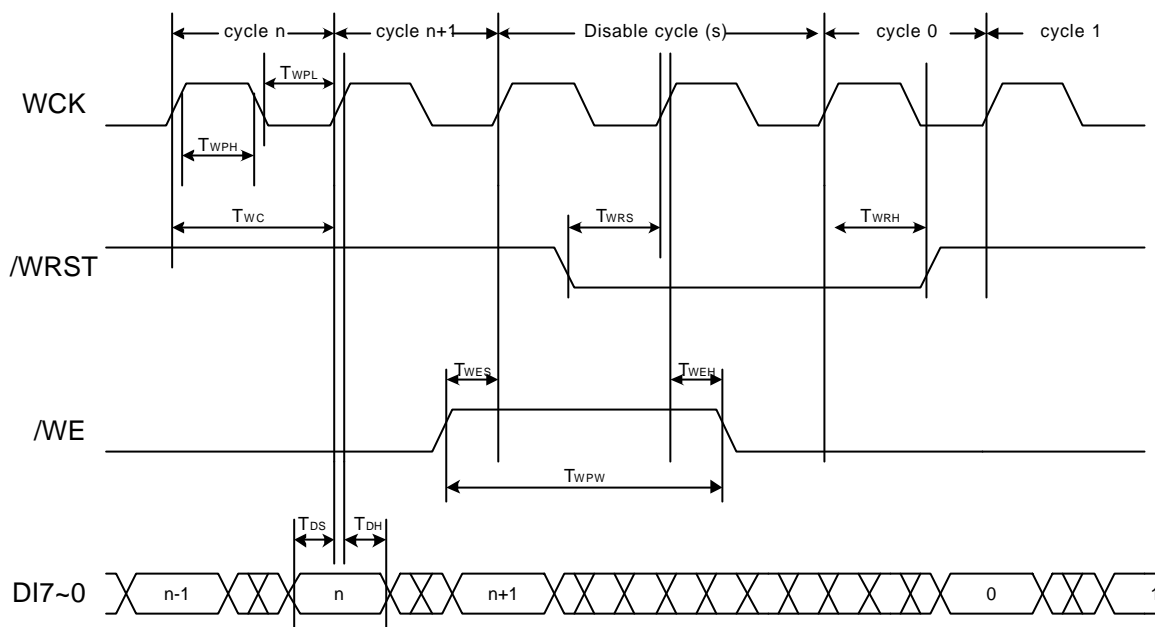 cycle n cycle n+1 Disable cycle (s) cycle 0 cycle 1
TWPL
WCK
TWPH
TWC TWRS TWRH
/WRST
TWES TWEH
/WE
TWPW
TDS TDH
DI7~0 n-1 n n+1 0 1